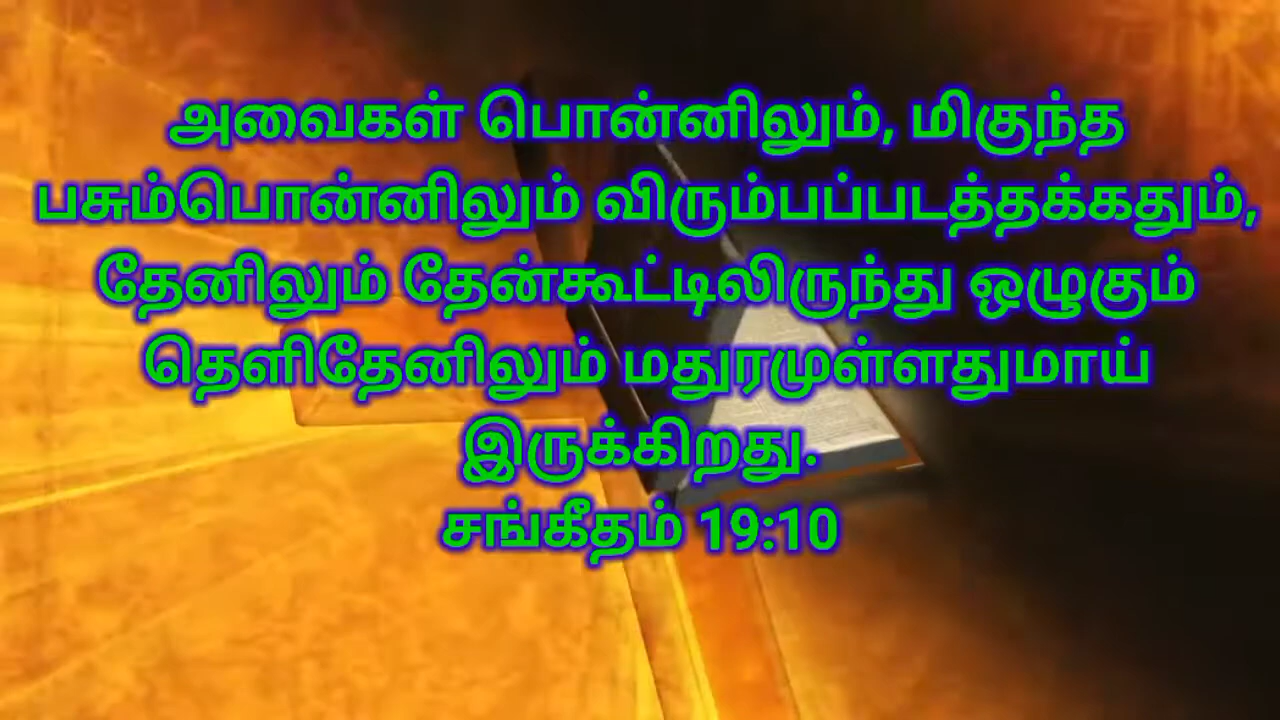 அவைகள் பொன்னிலும், மிகுந்த
பசும்பொன்னிலும் விரும்பப்படத்தக்கதும்,
தேனிலும் தேன்கூட்டிலிருந்து ஒழுகும்
தெளிதேனிலும் மதுரமுள்ளதுமாய்
இருக்கிறது.
சங்கீதம் 19:10